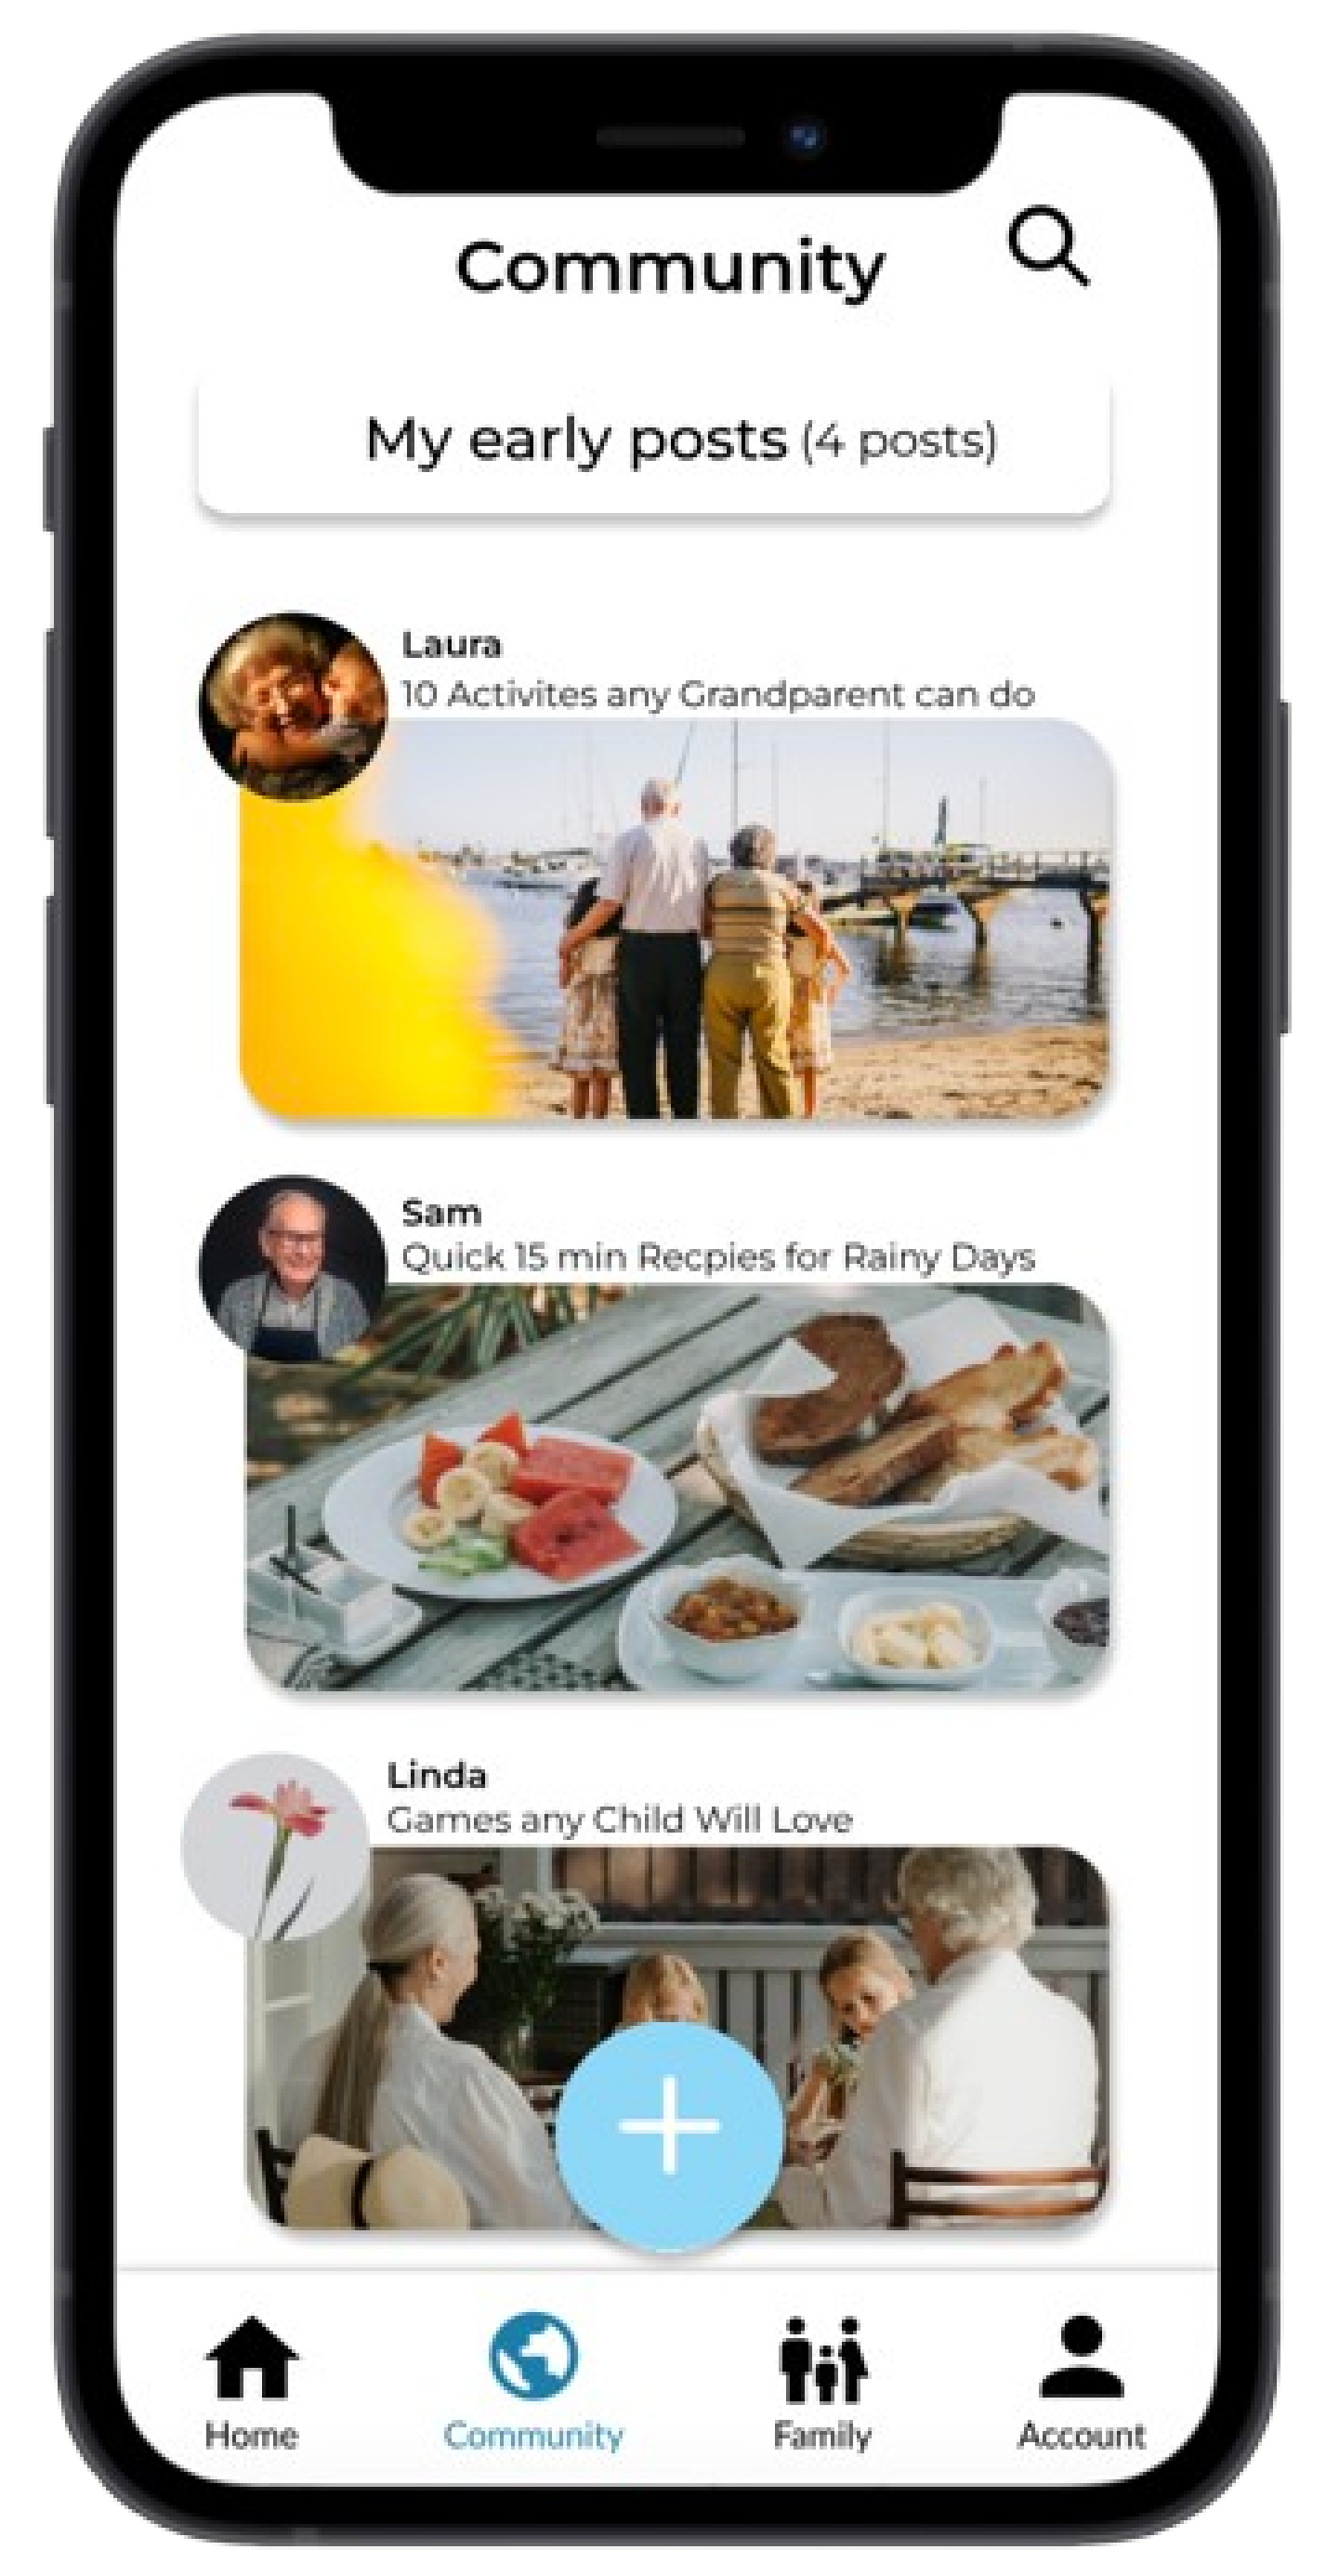 Community
My early posts (4 posts)
Laura
10 Activites any Grandparent can do
Sam
Quick 15 min Recpies for Rainy Days
Linda
Games any Child Will Love
Home
Community
Family
Account